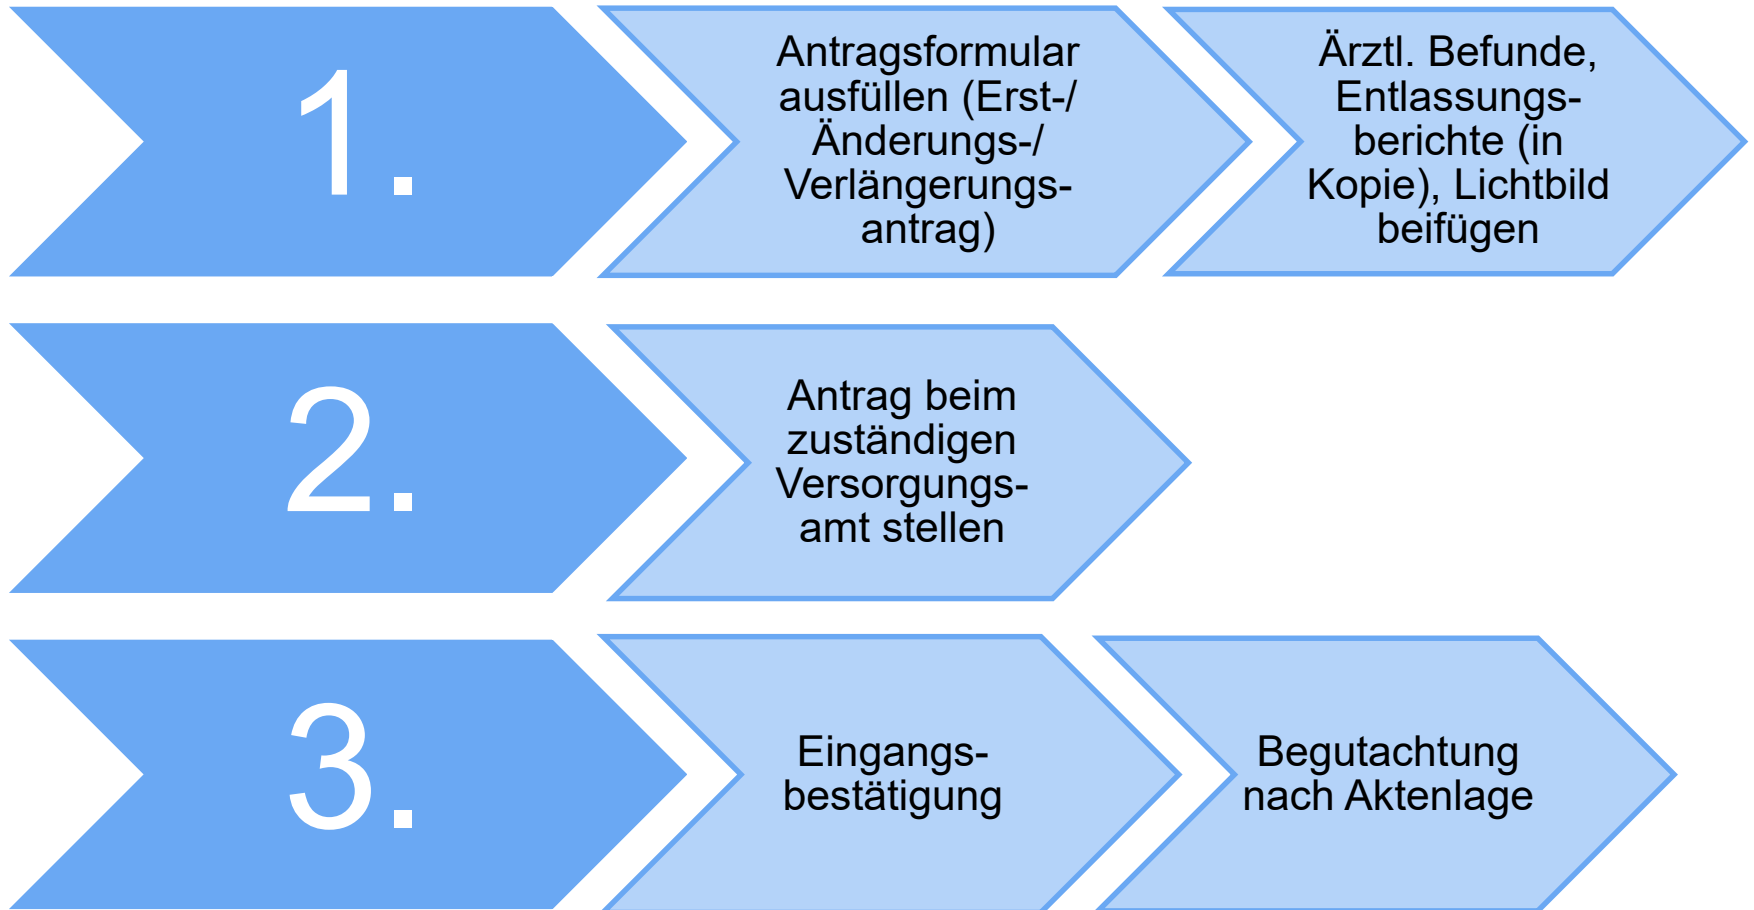 1.
Antragsformular
ausfüllen (Erst-/
Änderungs-/
Verlängerungs-
antrag)
Ärztl. Befunde,
Entlassungs-
berichte (in
Kopie), Lichtbild
beifügen
2.
Antrag beim
zuständigen
Versorgungs-
amt stellen
3.
Eingangs-
bestätigung
Begutachtung
nach Aktenlage